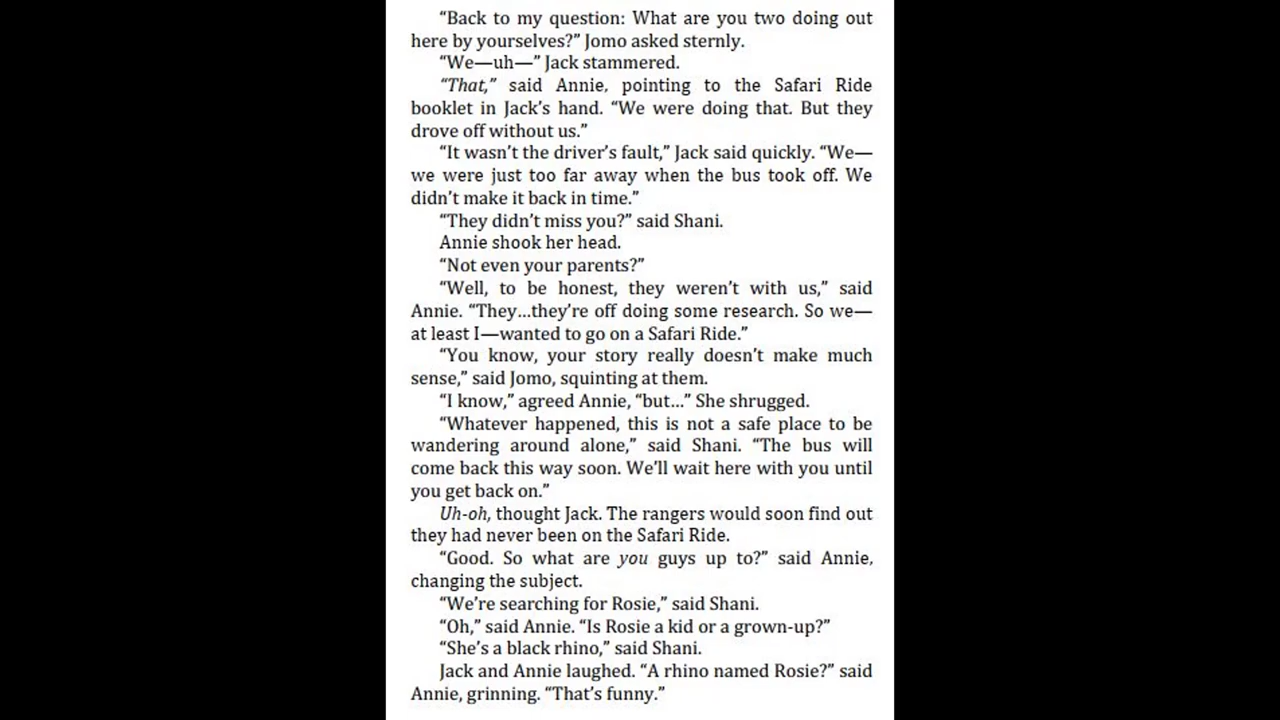 “Back to my question: What are you two doing out
here by yourselves?” Jomo asked sternly.
“We—uh—” Jack stammered.
“That,” said Annie, pointing to the Safari Ride
booklet in Jack’s hand. “We were doing that. But they
drove off without us.”
“It wasn’t the driver’s fault,” Jack said quickly. “We—
we were just too far away when the bus took off. We
didn’t make it back in time.”
“They didn’t miss you?” said Shani.
Annie shook her head.
“Not even your parents?”
“Well, to be honest, they weren’t with us,” said
Annie. “They…they’re off doing some research. So we—
at least I—wanted to go on a Safari Ride.”
“You know, your story really doesn’t make much
sense,” said Jomo, squinting at them.
“I know,” agreed Annie, “but…” She shrugged.
“Whatever happened, this is not a safe place to be
wandering around alone,” said Shani. “The bus will
come back this way soon. We’ll wait here with you until
you get back on.”
Uh-oh, thought Jack. The rangers would soon find out
they had never been on the Safari Ride.
“Good. So what are you guys up to?” said Annie,
changing the subject.
“We’re searching for Rosie,” said Shani.
“Oh,” said Annie. “Is Rosie a kid or a grown-up?”
“She’s a black rhino,” said Shani.
Jack and Annie laughed. “A rhino named Rosie?” said
Annie, grinning. “That’s funny.”